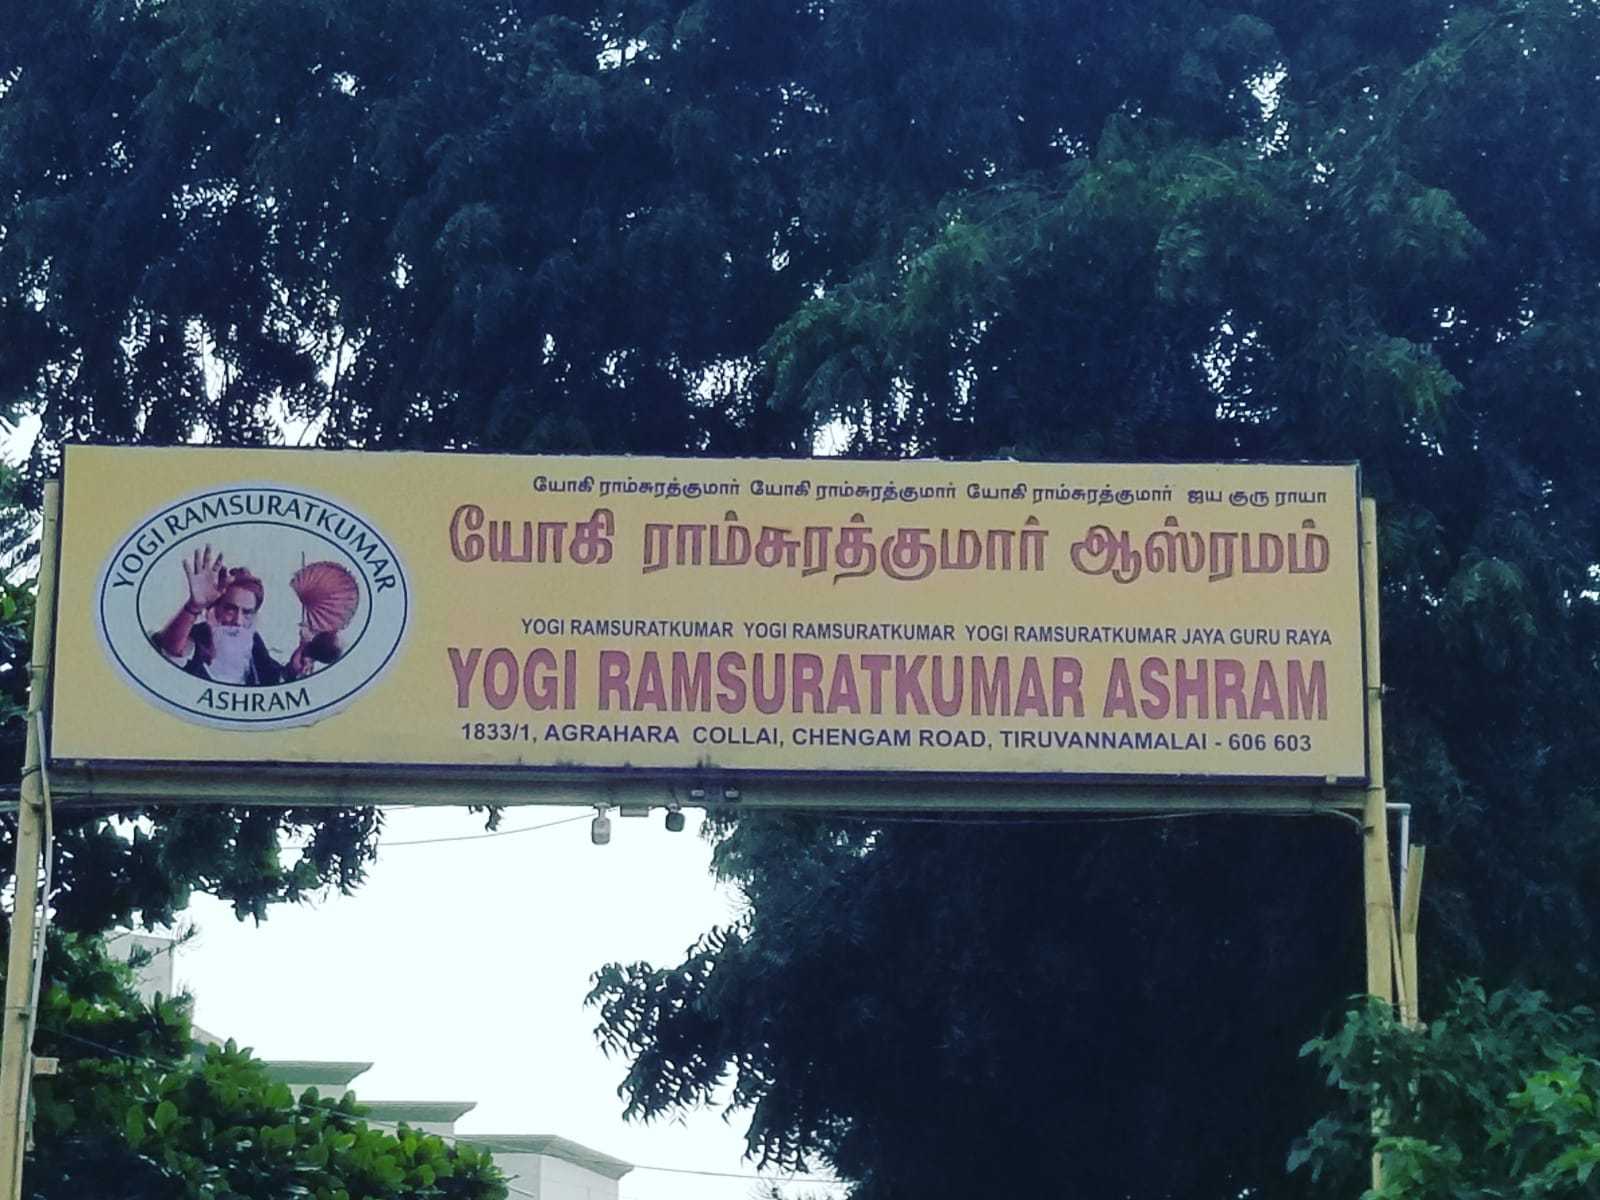 YOGI RAMSURATKUMAR
ASHRAM
யோகி ராம்சுரத்குமார் யோகி ராம்சுரத்குமார் யோகி ராம்சுரத்குமார் ஜய குரு ராயா
யோகி ராம்சுரத்குமார் ஆஸ்ரமம்
YOGI RAMSURATKUMAR YOGI RAMSURATKUMAR YOGI RAMSURATKUMAR JAYA GURU RAYA
YOGI RAMSURATKUMAR ASHRAM
1833/1, AGRAHARA COLLAI, CHENGAM ROAD, TIRUVANNAMALAI - 606 603